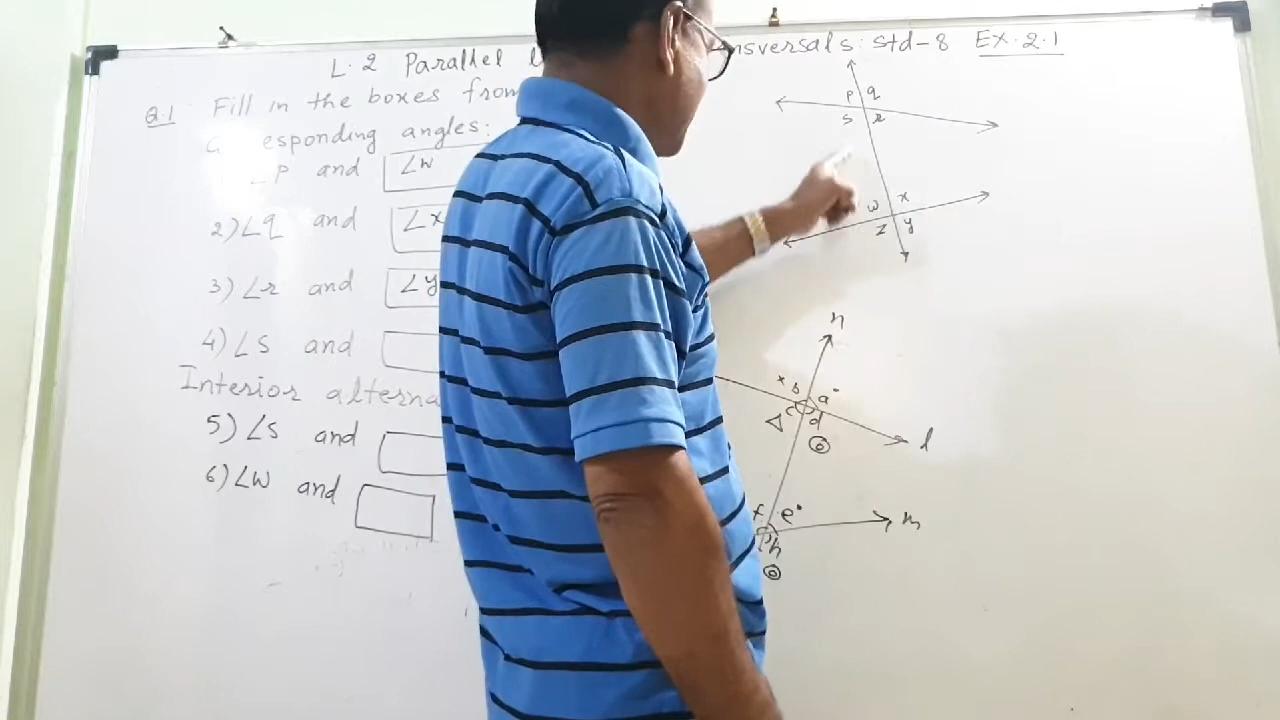 L. 2 Parallel l nsversals: std-8 Ex. 2.1
Q.1 Fill in the boxes from
esponding angles:
∠p and ∠w
2) ∠q and ∠x
3) ∠r and ∠y
4) ∠s and
Interior alterna
5) ∠s and
6) ∠w and
p q
s r
w x
z y
n
x b a
c d
l
f e
m
h